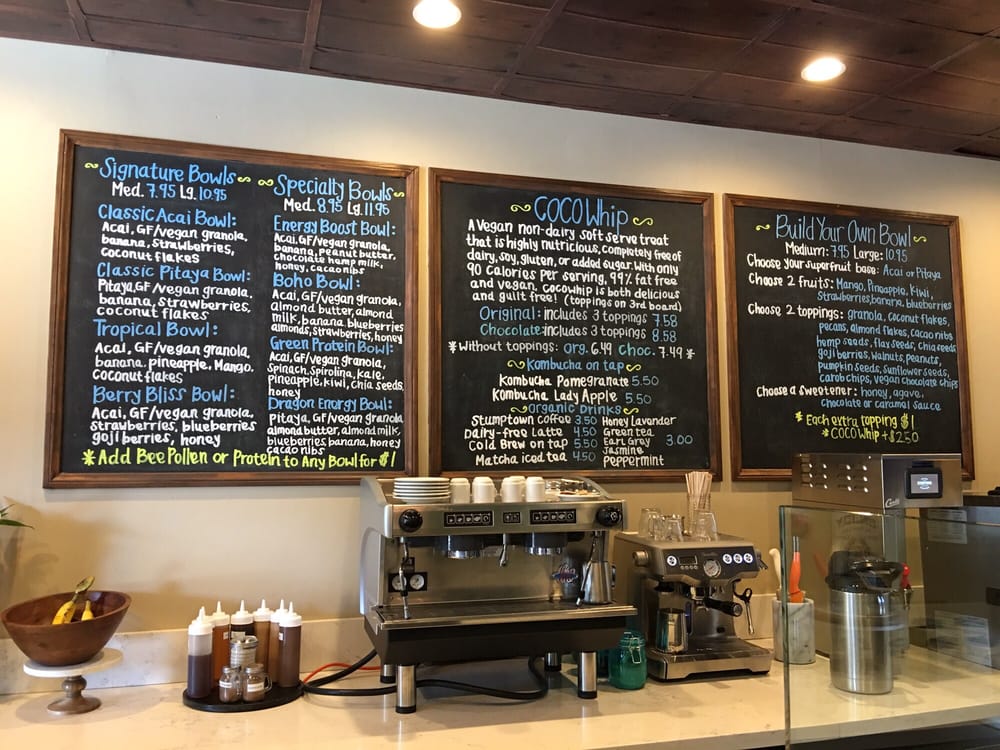 Signature Bowls
Med. 7.95 Lg. 10.95
Classic Acai Bowl:
Acai, GF/vegan granola,
banana, strawberries,
coconut flakes
Classic Pitaya Bowl:
Pitaya, GF/vegan granola,
banana, strawberries,
coconut flakes
Tropical Bowl:
Acai, GF/vegan granola,
banana, pineapple, Mango,
coconut flakes
Berry Bliss Bowl:
Acai, GF/vegan granola,
strawberries, blueberries
goji berries, honey
Specialty Bowls
Med. 8.95 Lg. 11.95
Energy Boost Bowl:
Acai, GF/vegan granola,
banana, peanut butter,
chocolate hemp milk,
honey, cacao nibs
Boho Bowl:
Acai, GF/vegan granola,
almond butter, almond
milk, banana, blueberries
almonds, strawberries, honey
Green Protein Bowl:
Acai, GF/vegan granola,
Spinach, Spirolina, kale
pineapple, kiwi, chia seeds,
honey
Dragon Energy Bowl:
Pitaya, GF/vegan granola
almond butter, almond milk,
blueberries, banana, honey
cacao nibs
*Add Bee Pollen or Protein to Any Bowl for $1
COCO Whip
A Vegan non-dairy soft serve treat
that is highly nutricious, completely free of
dairy, soy, gluten, or added sugar. With only
90 Calories Per serving, 99% fat free
and vegan, cocowhip is both delicious
and guilt free! (toppings on 3rd board)
Original: includes 3 toppings 7.58
Chocolate: includes 3 toppings 8.58
*Without toppings: org. 6.49 choc. 7.49*
Kombucha on tap
Kombucha Pomegranate 5.50
Kombucha Lady Apple 5.50
organic Drinks
Stumptown coffee 3.50
Dairy-free Latte 4.50
Cold Brew on tap 5.50
Matcha iced tea 4.50
Honey Lavender
Green tea
Earl Grey 3.00
Jasmine
Peppermint
Build Your Own Bowl
Medium: 7.95 Large: 10.95
Choose your superfruit base: Acai or Pitaya
Choose 2 fruits: Mango, Pineapple, Kiwi,
strawberries, banana, blueberries
Choose 2 toppings: granola, coconut flakes,
pecans, almond flakes, cacao nibs
hemp seeds, flax seeds, chia seeds
goji berries, walnuts, peanuts,
pumpkin seeds, sunflower seeds,
carob chips, vegan chocolate chips
Choose a sweetener: honey, agave,
chocolate or caramel sauce
*Each extra topping $1
*COCO Whip +$2.50